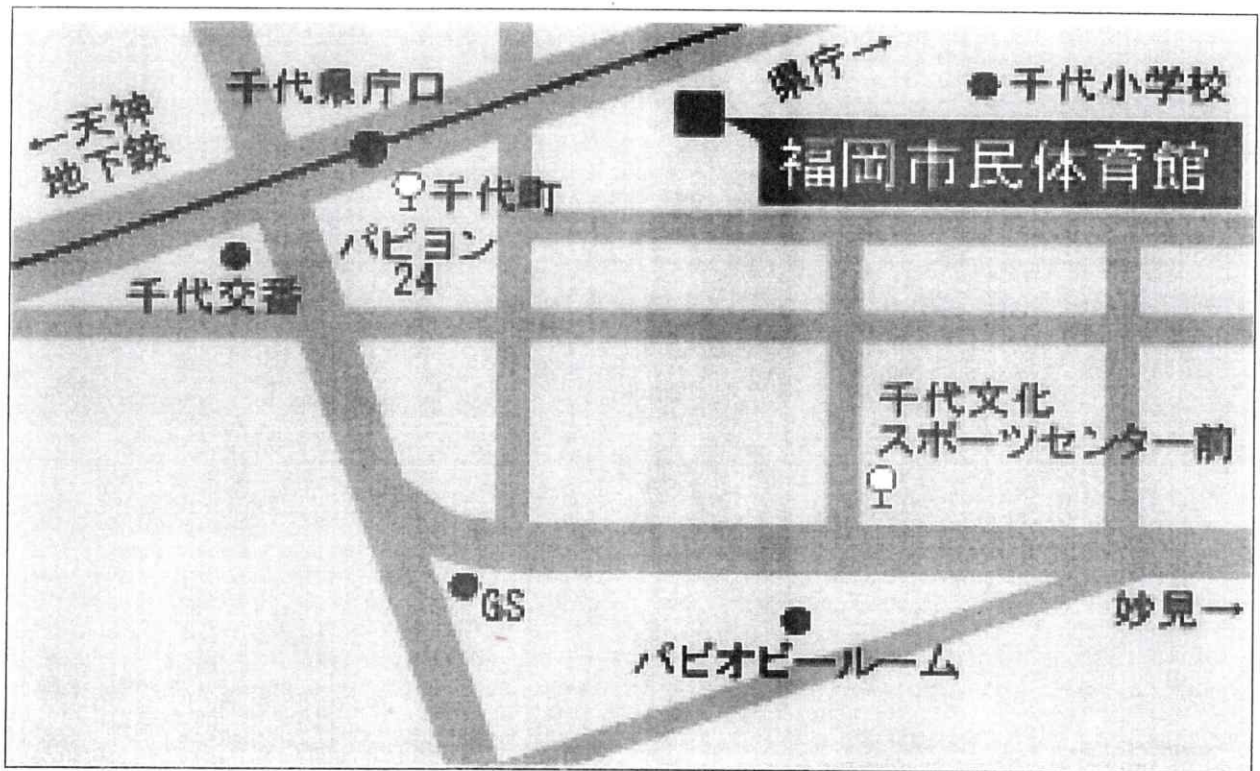 県庁→
千代小学校
千代県庁口
←天神
地下鉄
福岡市民体育館
千代町
パピヨン
24
千代交番
千代文化
スポーツセンター前
GS
妙見→
パピオビールーム